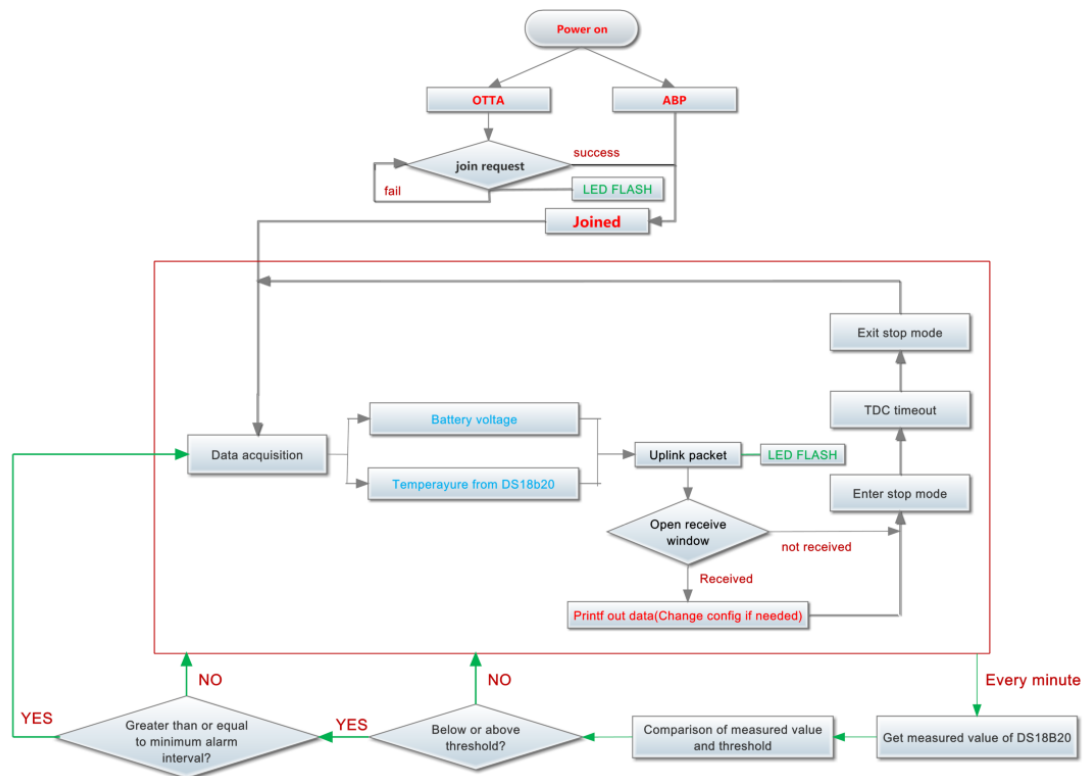 Power on
OTTA
ABP
join request
success
fail
LED FLASH
Joined
Exit stop mode
TDC timeout
Battery voltage
Data acquisition
Uplink packet
LED FLASH
Temperayure from DS18b20
Enter stop mode
Open receive
window
not received
Received
Printf out data(Change config if needed)
NO
NO
Every minute
YES
Greater than or equal
to minimum alarm
interval?
YES
Below or above
threshold?
Comparison of measured value
and threshold
Get measured value of DS18B20